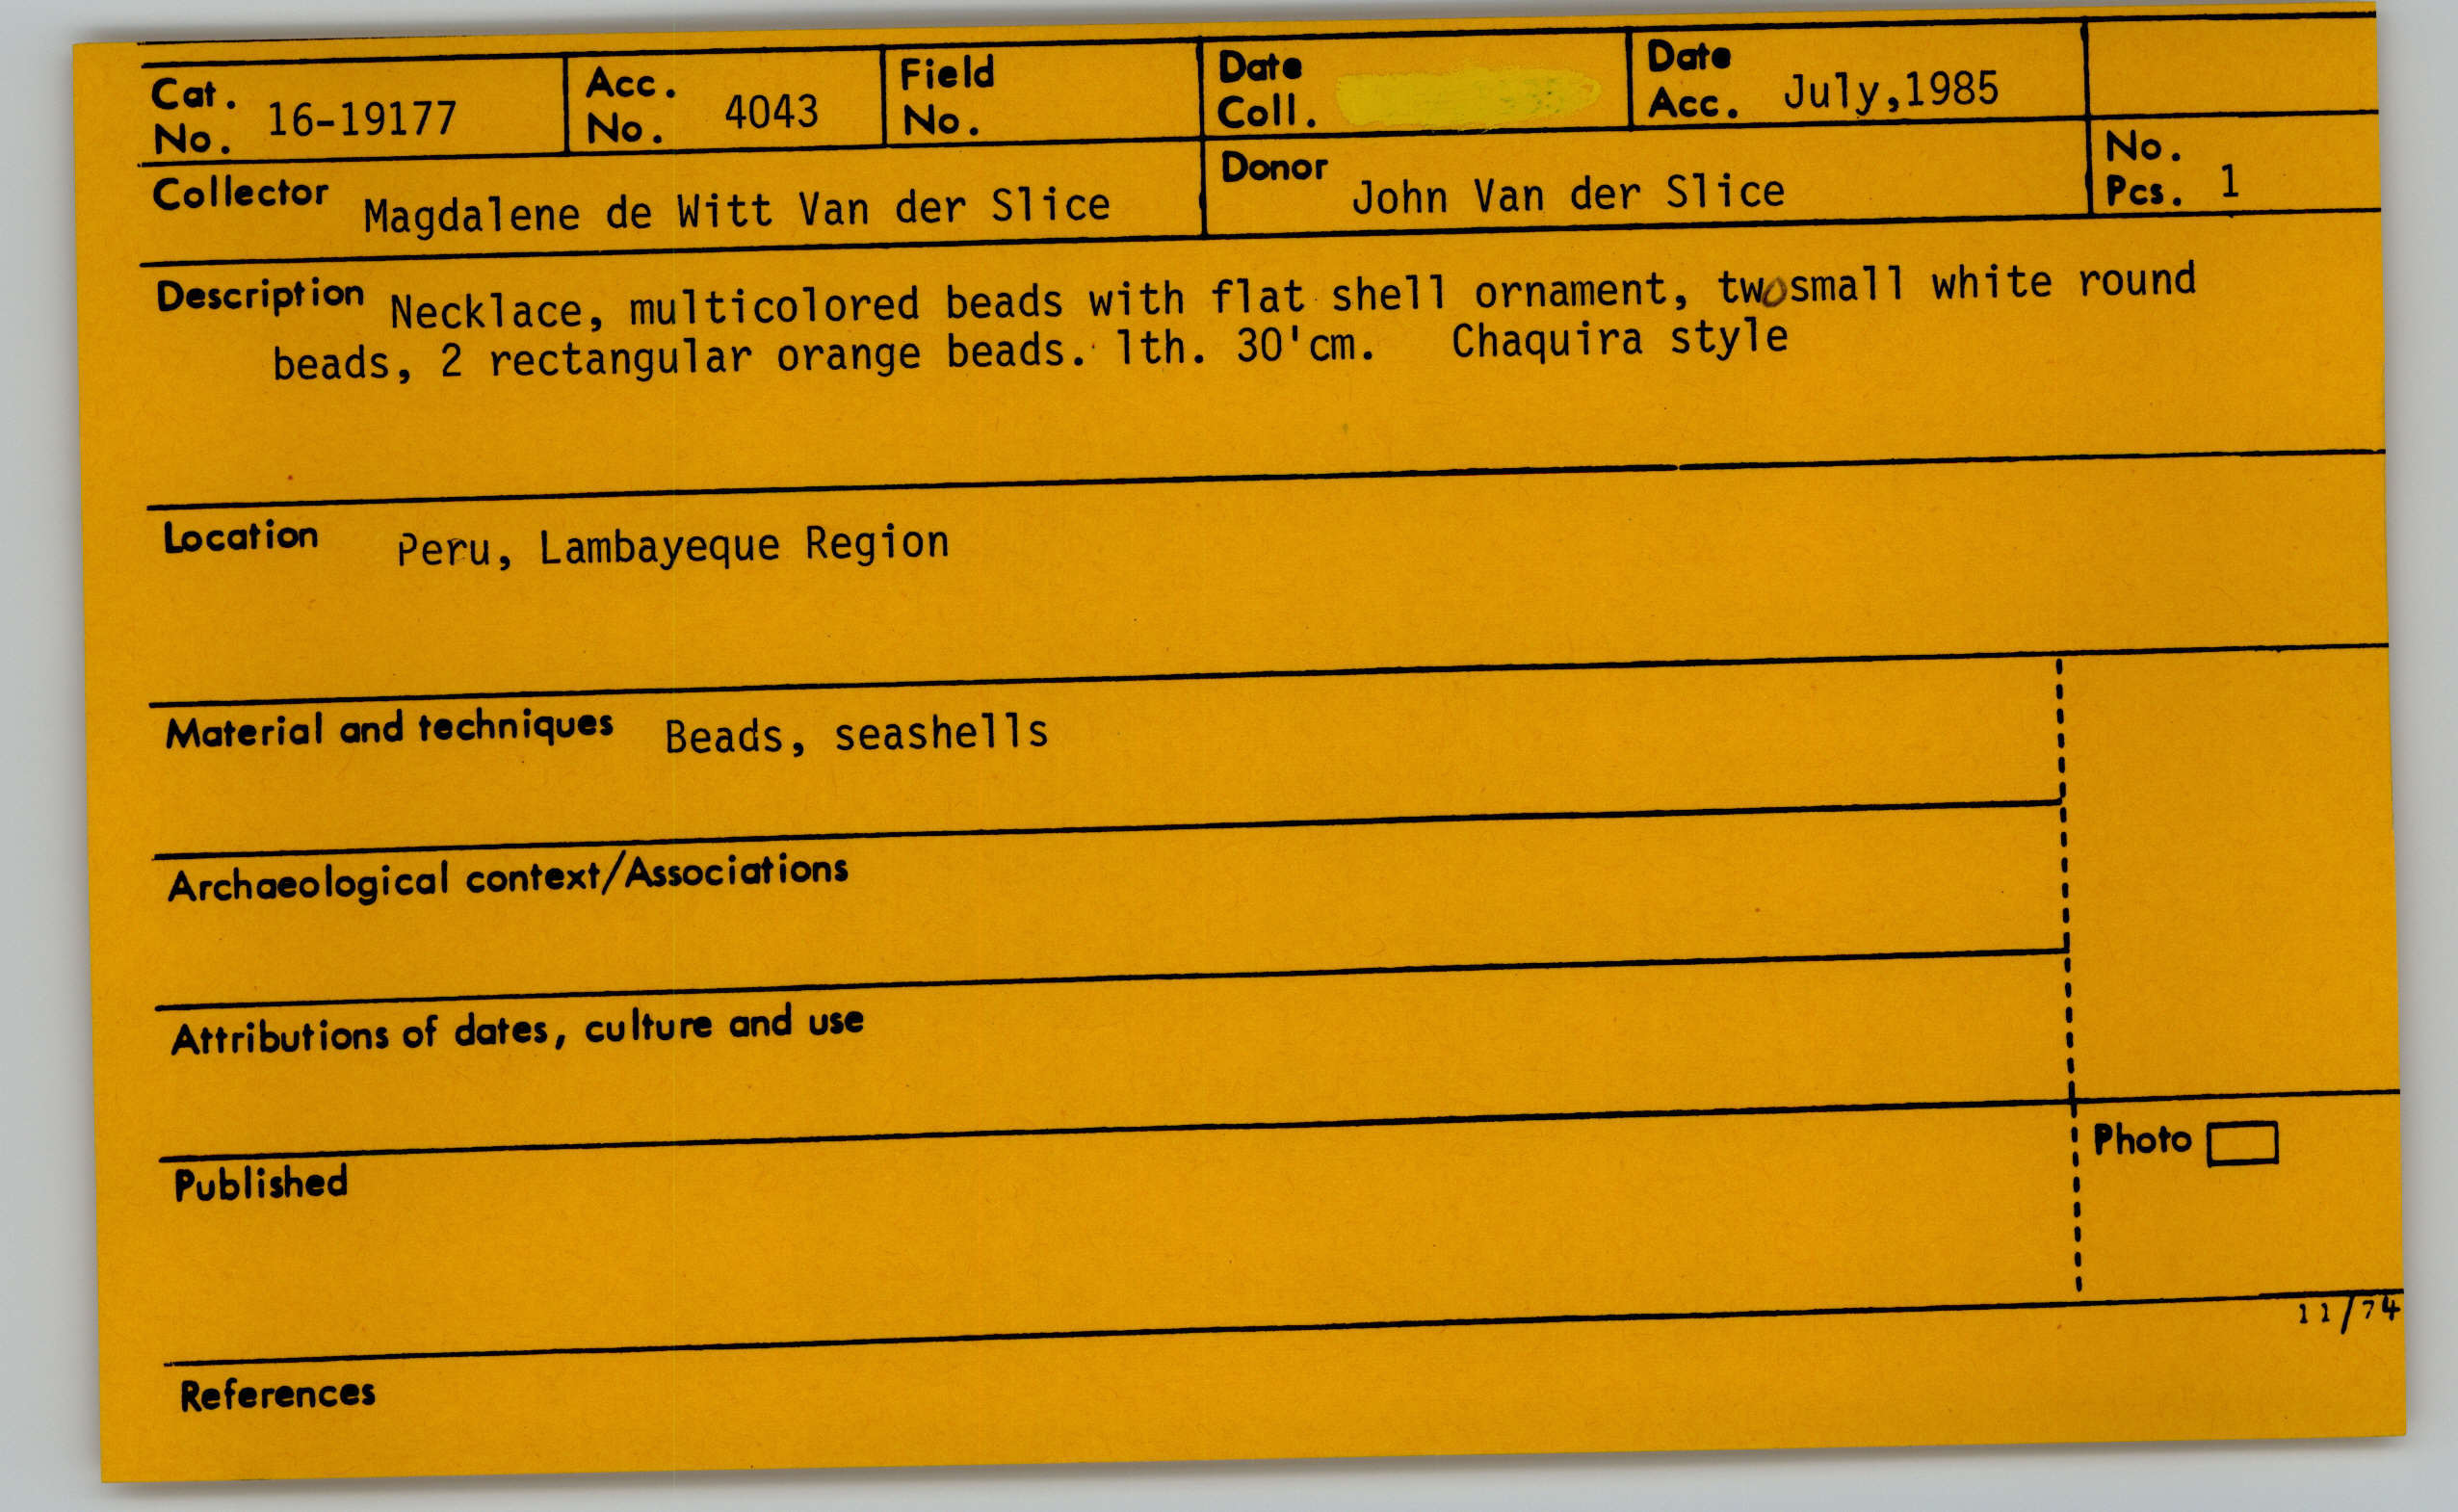 Cat. No. 16-19177 Acc. No. 4043 Field No. Date Coll. Date Acc. July,1985
Collector Magdalene de Witt Van der Slice Donor John Van der Slice No. Pcs. 1
Description Necklace, multicolored beads with flat shell ornament, two small white round
beads, 2 rectangular orange beads. lth. 30'cm. Chaquira style
Location Peru, Lambayeque Region
Material and techniques Beads, seashells
Archaeological context/Associations
Attributions of dates, culture and use
Published
Photo
11/74
References